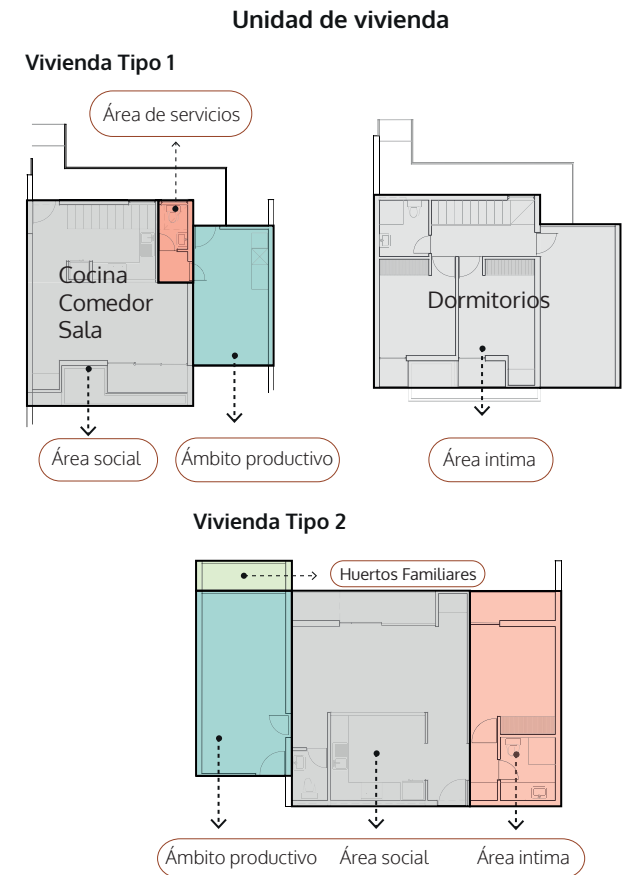 Unidad de vivienda
Vivienda Tipo 1
Área de servicios
Cocina
Comedor
Sala
Dormitorios
Área social
Ámbito productivo
Área intima
Vivienda Tipo 2
Huertos Familiares
Ámbito productivo
Área social
Área intima